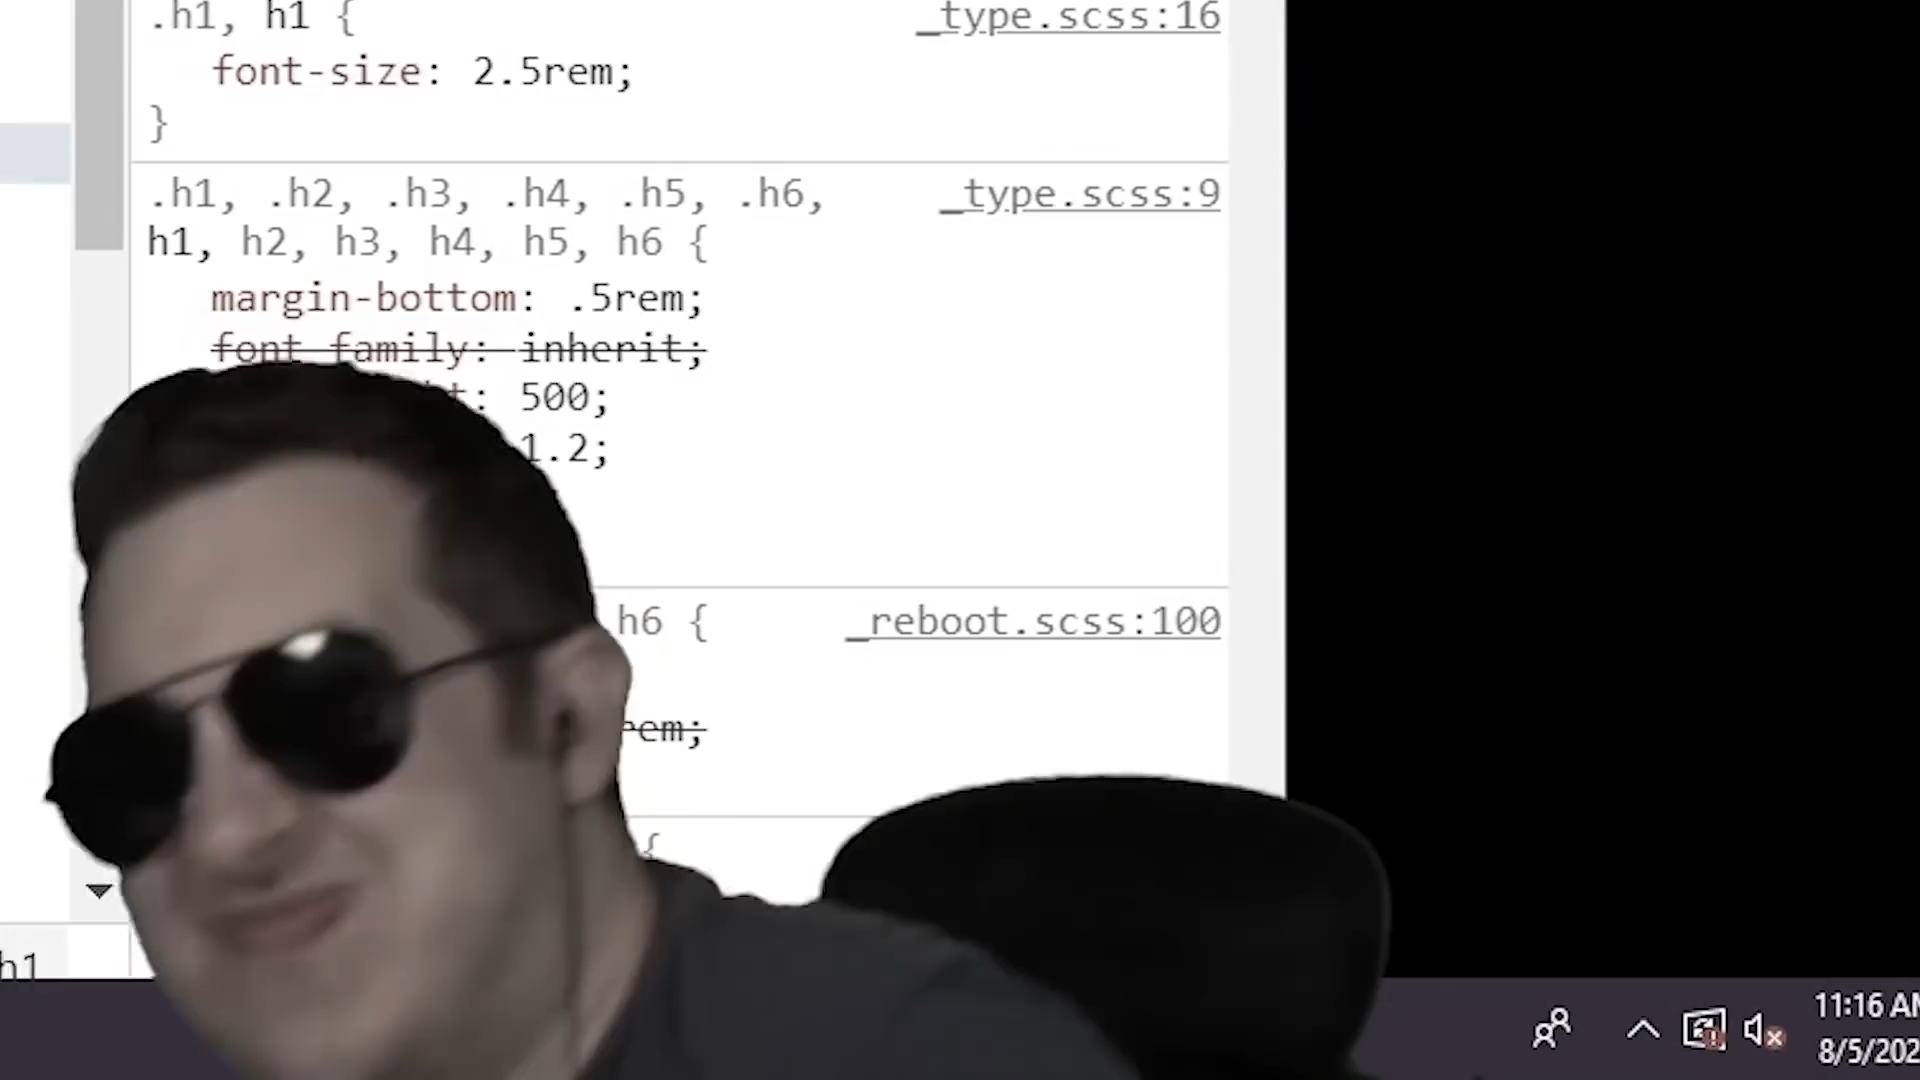 .h1, h1 { _type.scss:16
font-size: 2.5rem;
}
.h1, .h2, .h3, .h4, .h5, .h6, _type.scss:9
h1, h2, h3, h4, h5, h6 {
margin-bottom: .5rem;
font-family: inherit;
: 500;
1.2;
h6 { _reboot.scss:100
rem;
{
h1
11:16 AM
8/5/202